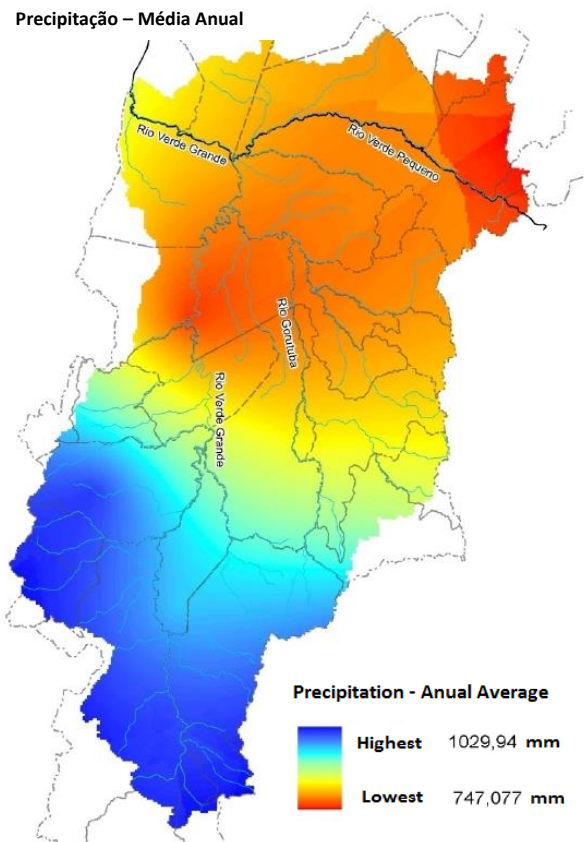 Precipitação – Média Anual
Rio Verde Grande
Rio Verde Pequeno
Rio Gorutuba
Rio Verde Grande
Precipitation - Anual Average
Highest 1029,94 mm
Lowest 747,077 mm